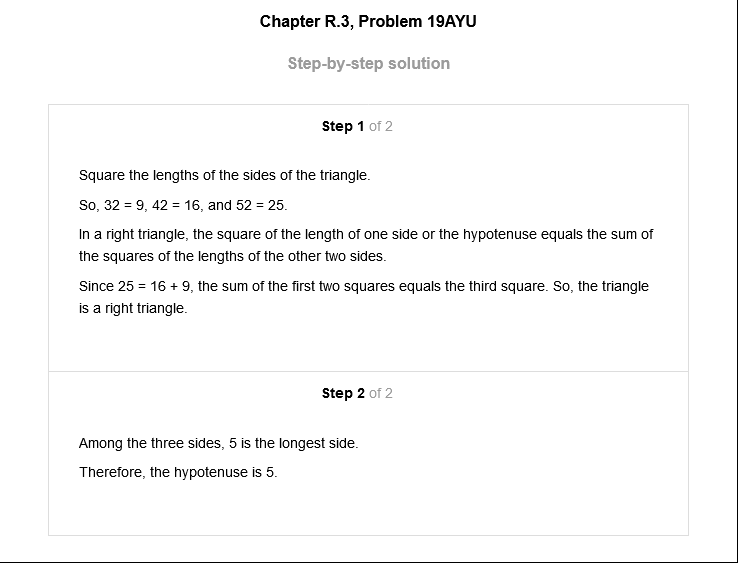 Chapter R.3, Problem 19AYU
Step-by-step solution
Step 1 of 2
Square the lengths of the sides of the triangle.
So, 32 = 9, 42 = 16, and 52 = 25.
In a right triangle, the square of the length of one side or the hypotenuse equals the sum of
the squares of the lengths of the other two sides.
Since 25 = 16 + 9, the sum of the first two squares equals the third square. So, the triangle
is a right triangle.
Step 2 of 2
Among the three sides, 5 is the longest side.
Therefore, the hypotenuse is 5.